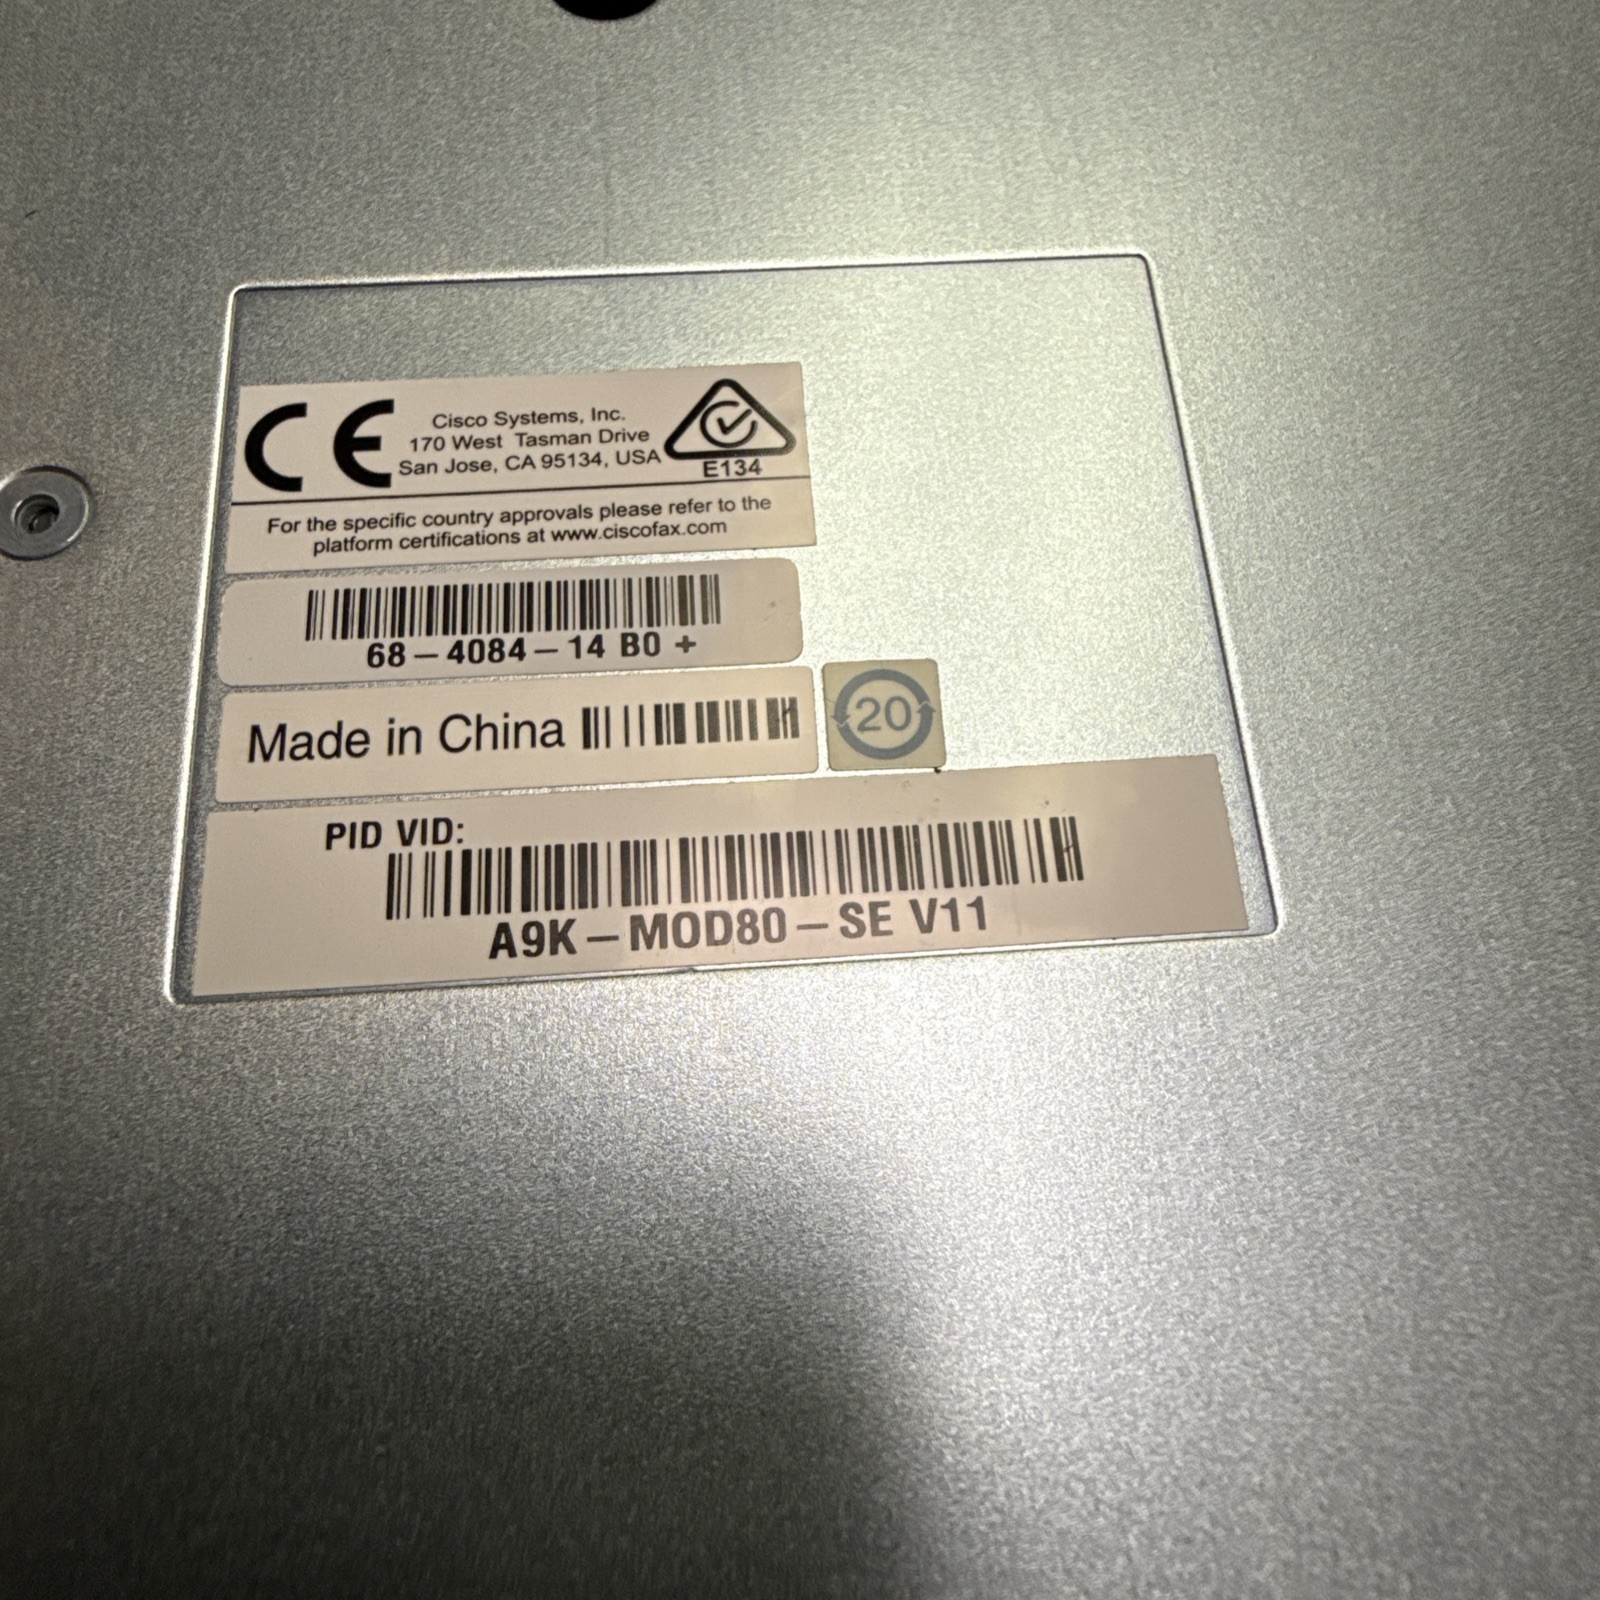 CE
Cisco Systems, Inc.
170 West Tasman Drive
San Jose, CA 95134, USA
E134
For the specific country approvals please refer to the
platform certifications at www.ciscofax.com
68-4084-14 B0 +
Made in China
20
PID VID:
A9K-MOD80-SE V11